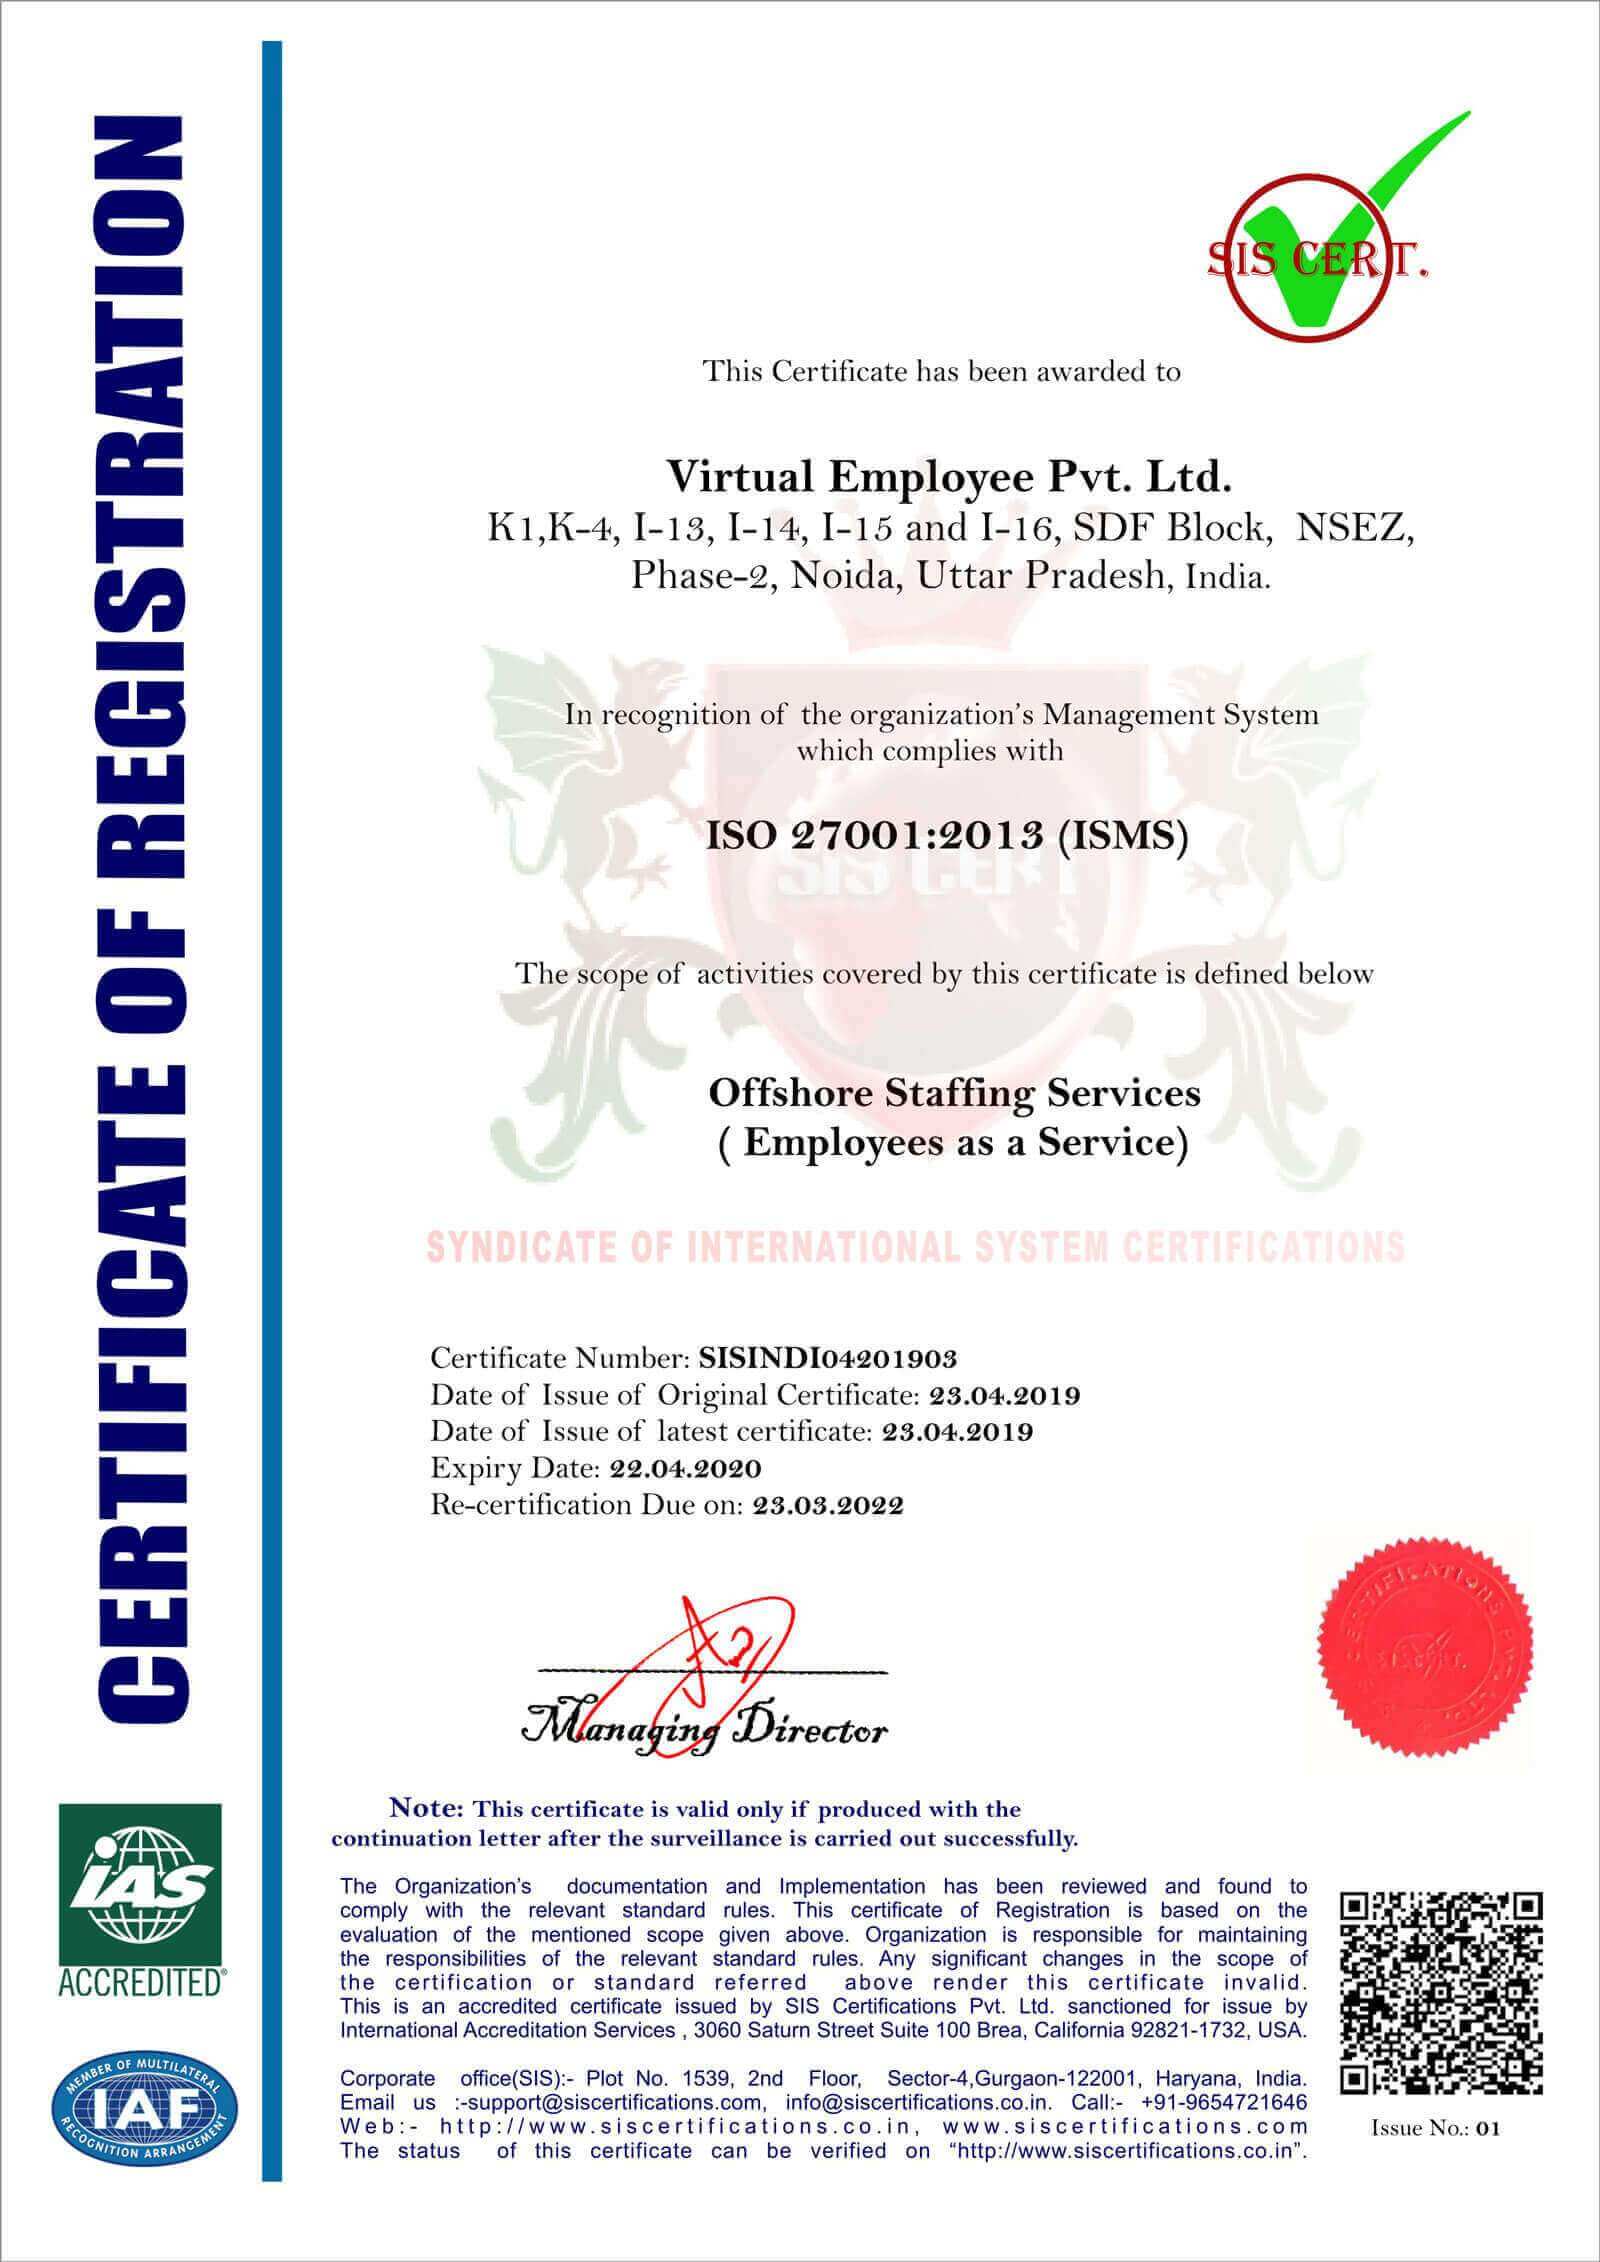 CERTIFICATE OF REGISTRATION
SIS CERT.
This Certificate has been awarded to
Virtual Employee Pvt. Ltd.
K1,K-4, I-13, I-14, I-15 and I-16, SDF Block, NSEZ,
Phase-2, Noida, Uttar Pradesh, India.
In recognition of the organization's Management System
which complies with
ISO 27001:2013 (ISMS)
SIS CERT
The scope of activities covered by this certificate is defined below
Offshore Staffing Services
( Employees as a Service)
SYNDICATE OF INTERNATIONAL SYSTEM CERTIFICATIONS
Certificate Number: SISINDI04201903
Date of Issue of Original Certificate: 23.04.2019
Date of Issue of latest certificate: 23.04.2019
Expiry Date: 22.04.2020
Re-certification Due on: 23.03.2022
Managing Director
CERTIFICATIONS
SIS CERT.
Note: This certificate is valid only if produced with the
continuation letter after the surveillance is carried out successfully.
The Organization's documentation and Implementation has been reviewed and found to
comply with the relevant standard rules. This certificate of Registration is based on the
evaluation of the mentioned scope given above. Organization is responsible for maintaining
the responsibilities of the relevant standard rules. Any significant changes in the scope of
the certification or standard referred above render this certificate invalid.
This is an accredited certificate issued by SIS Certifications Pvt. Ltd. sanctioned for issue by
International Accreditation Services , 3060 Saturn Street Suite 100 Brea, California 92821-1732, USA.
Corporate office(SIS):- Plot No. 1539, 2nd Floor, Sector-4,Gurgaon-122001, Haryana, India.
Email us :-support@siscertifications.com, info@siscertifications.co.in. Call:- +91-9654721646
Web:- http://www.siscertifications.co.in, www.siscertifications.com
The status of this certificate can be verified on “http://www.siscertifications.co.in”.
Issue No.: 01
iAS
ACCREDITED®
MEMBER OF MULTILATERAL
IAF
RECOGNITION ARRANGEMENT